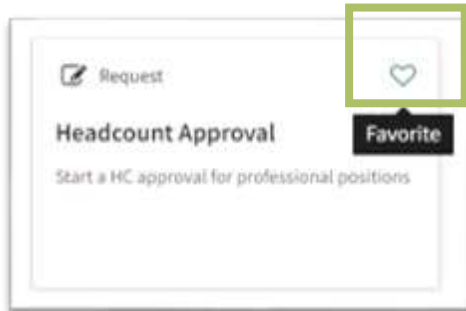 Request
Headcount Approval
Favorite
Start a HC approval for professional positions